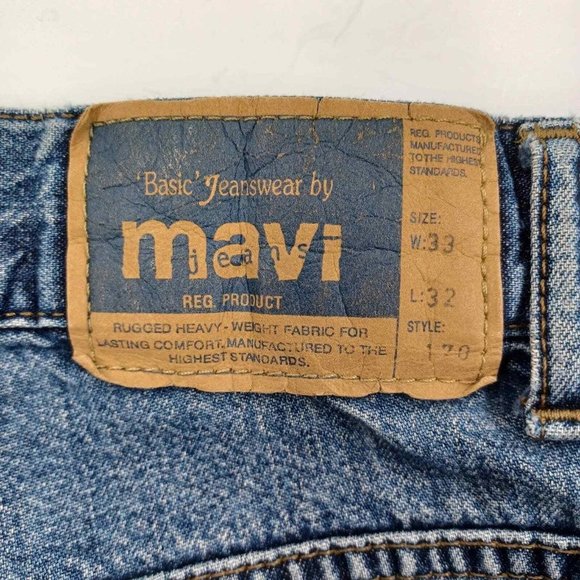 'Basic' Jeanswear by
mavi
jeans
REG. PRODUCT
RUGGED HEAVY-WEIGHT FABRIC FOR
LASTING COMFORT. MANUFACTURED TO THE
HIGHEST STANDARDS.
REG. PRODUCTS
MANUFACTURED
TO THE HIGHEST
STANDARDS.
SIZE:
W:33
L:32
STYLE:
170